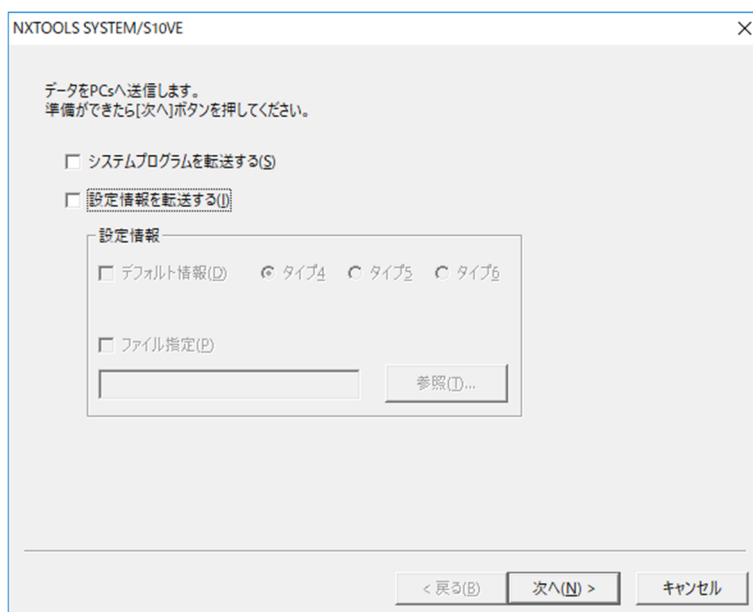 NXTOOLS SYSTEM/S10VE
データをPCsへ送信します。
準備ができたら[次へ]ボタンを押してください。
システムプログラムを転送する(S)
設定情報を転送する(I)
設定情報
デフォルト情報(D) タイプ4 タイプ5 タイプ6
ファイル指定(P)
参照(T)...
< 戻る(B) 次へ(N) > キャンセル